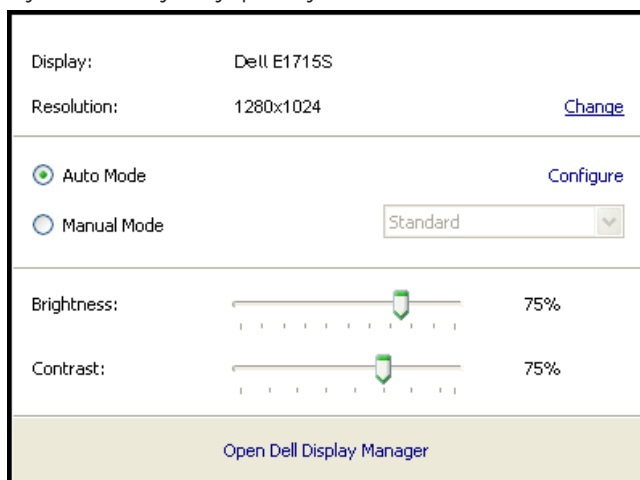 Display: Dell E1715S
Resolution: 1280x1024 Change
Auto Mode Configure
Manual Mode Standard
Brightness: 75%
Contrast: 75%
Open Dell Display Manager